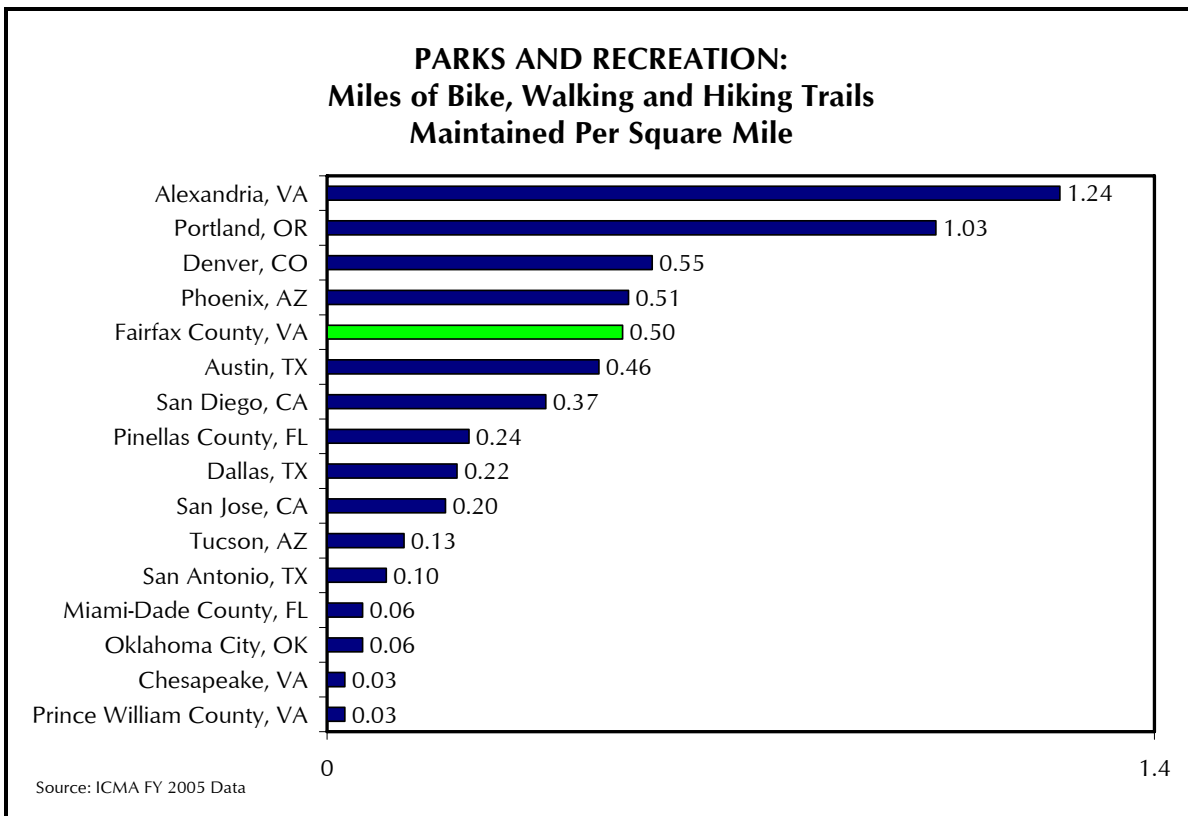 PARKS AND RECREATION:
Miles of Bike, Walking and Hiking Trails
Maintained Per Square Mile
Alexandria, VA 1.24
Portland, OR 1.03
Denver, CO 0.55
Phoenix, AZ 0.51
Fairfax County, VA 0.50
Austin, TX 0.46
San Diego, CA 0.37
Pinellas County, FL 0.24
Dallas, TX 0.22
San Jose, CA 0.20
Tucson, AZ 0.13
San Antonio, TX 0.10
Miami-Dade County, FL 0.06
Oklahoma City, OK 0.06
Chesapeake, VA 0.03
Prince William County, VA 0.03
0 1.4
Source: ICMA FY 2005 Data